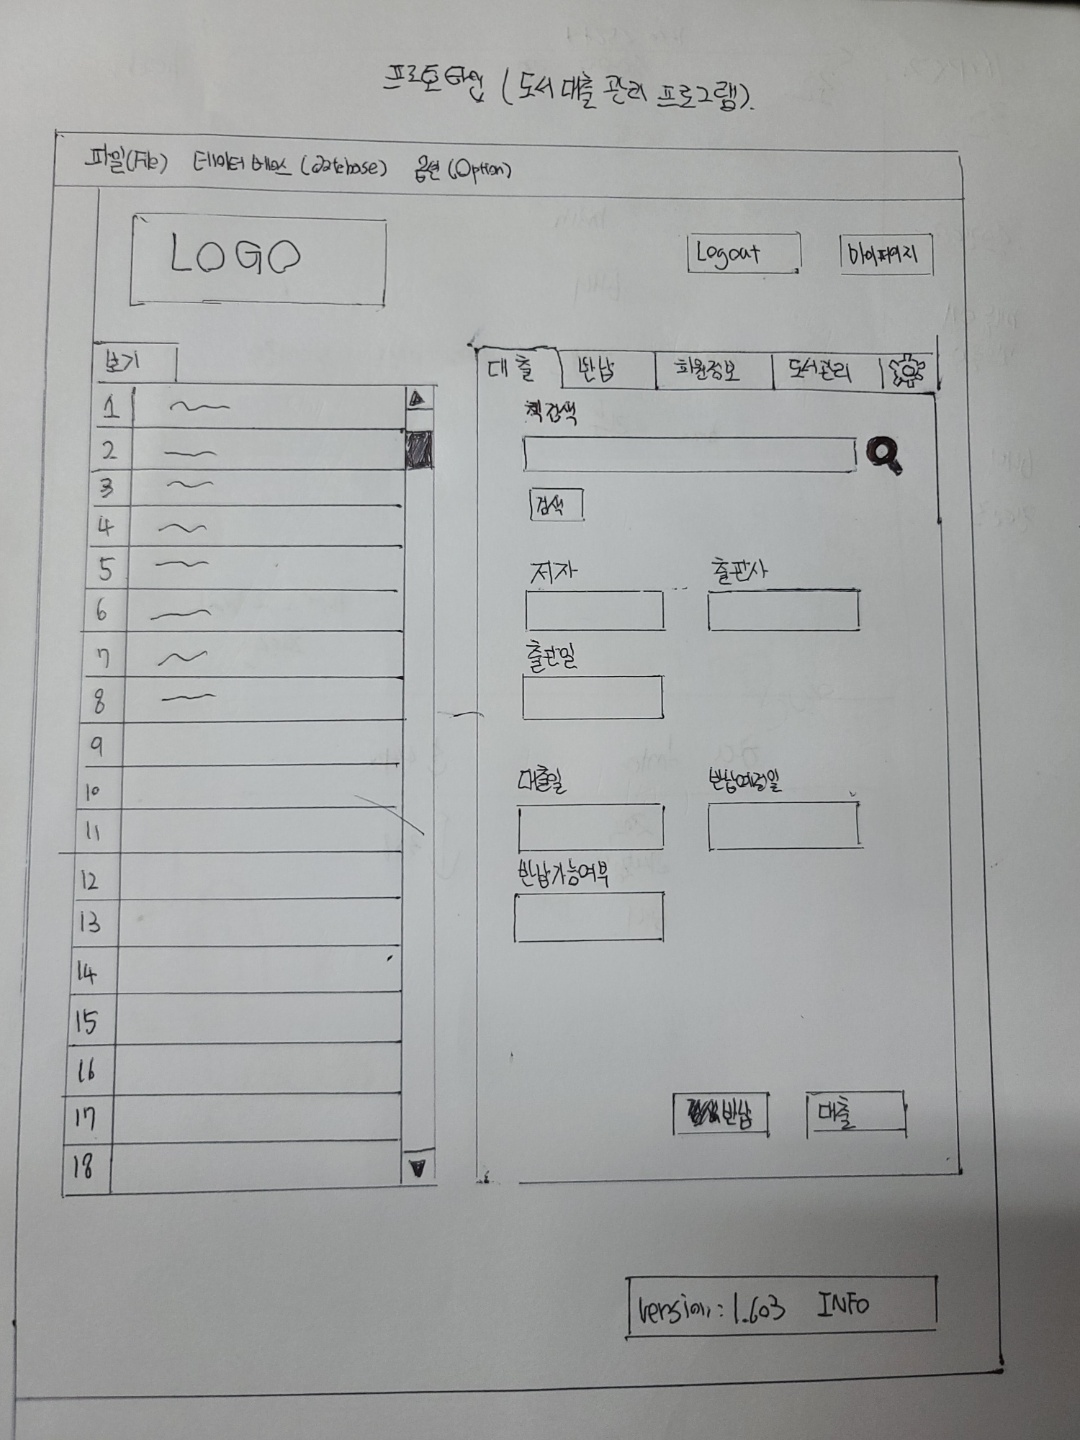 프로토타입 (도서 대출 관리 프로그램).
파일(File) 데이터 베이스 (database) 옵션 (Option)
LOGO
Logout 마이페이지
보기
대출 반납 회원정보 도서관리
1
2
3
4
5
6
7
8
9
10
11
12
13
14
15
16
17
18
책검색
검색
저자 출판사
출판일
대출일 반납예정일
반납가능여부
반납 대출
Version: 1.603 INFO